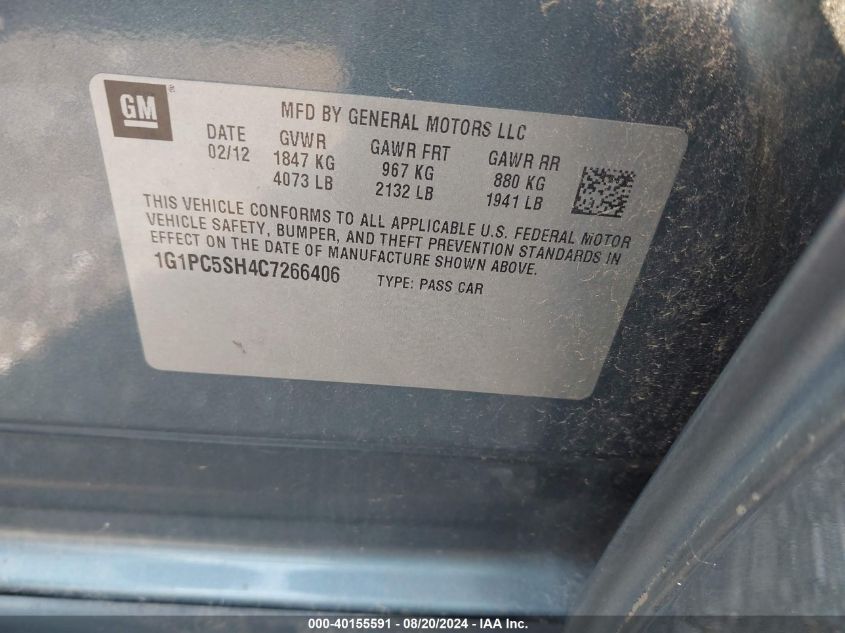 GM®
MFD BY GENERAL MOTORS LLC
DATE GVWR GAWR FRT GAWR RR
02/12 1847 KG 967 KG 880 KG
4073 LB 2132 LB 1941 LB
THIS VEHICLE CONFORMS TO ALL APPLICABLE U.S. FEDERAL MOTOR
VEHICLE SAFETY, BUMPER, AND THEFT PREVENTION STANDARDS IN
EFFECT ON THE DATE OF MANUFACTURE SHOWN ABOVE.
1G1PC5SH4C7266406 TYPE: PASS CAR
000-40155591 - 08/20/2024 - IAA Inc.